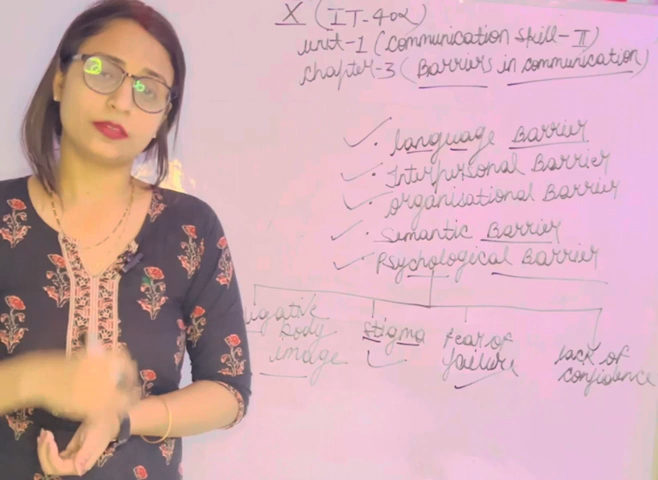 X (IT-402)
unit-1 (communication skill-II)
chapter-3 (Barriers in communication)
language Barrier
Interpersonal Barrier
organisational Barrier
Semantic Barrier
Psychological Barrier
body
image
Stigma
Fear of
failure
lack of
confidence